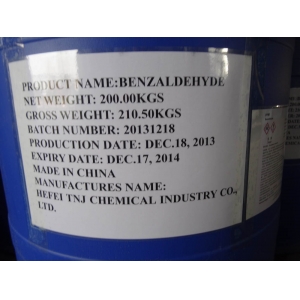 PRODUCT NAME:BENZALDEHYDE
NET WEIGHT: 200.00KGS
GROSS WEIGHT: 210.50KGS
BATCH NUMBER: 20131218
PRODUCTION DATE: DEC.18, 2013
EXPIRY DATE: DEC.17, 2014
MADE IN CHINA
MANUFACTURES NAME:
HEFEI TNJ CHEMICAL INDUSTRY CO.,
LTD.